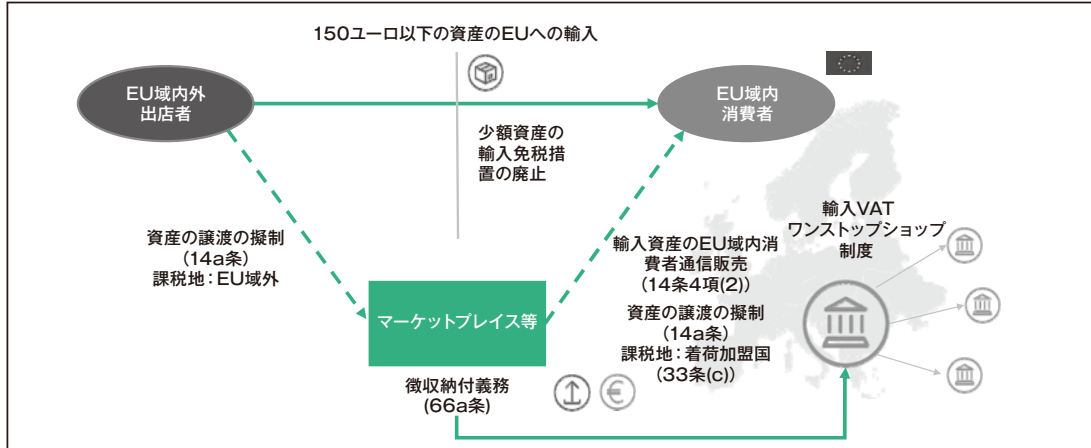 150ユーロ以下の資産のEUへの輸入
EU域内外
出店者
EU域内
消費者
少額資産の
輸入免税措
置の廃止
資産の譲渡の擬制
(14a条)
課税地：EU域外
輸入資産のEU域内消
費者通信販売
(14条4項(2))
資産の譲渡の擬制
(14a条)
課税地：着荷加盟国
(33条(c))
輸入VAT
ワンストップショップ
制度
マーケットプレイス等
徴収納付義務
(66a条)
€